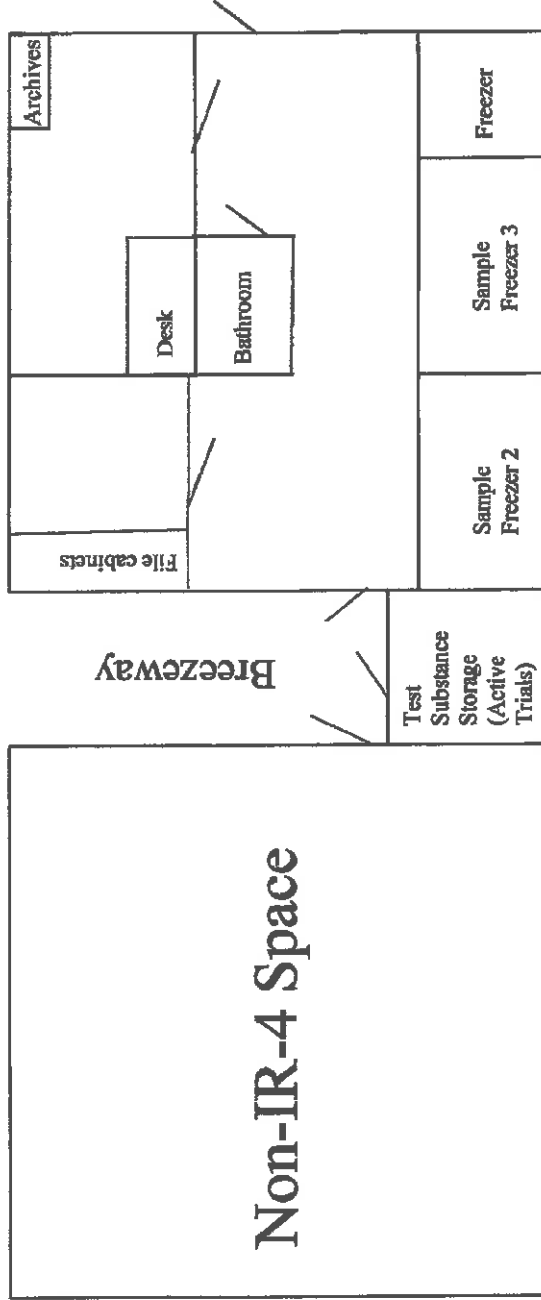 Archives
Desk
Bathroom
File cabinets
Freezer
Sample
Freezer 3
Sample
Freezer 2
Breezeway
Test
Substance
Storage
(Active
Trials)
Non-IR-4 Space